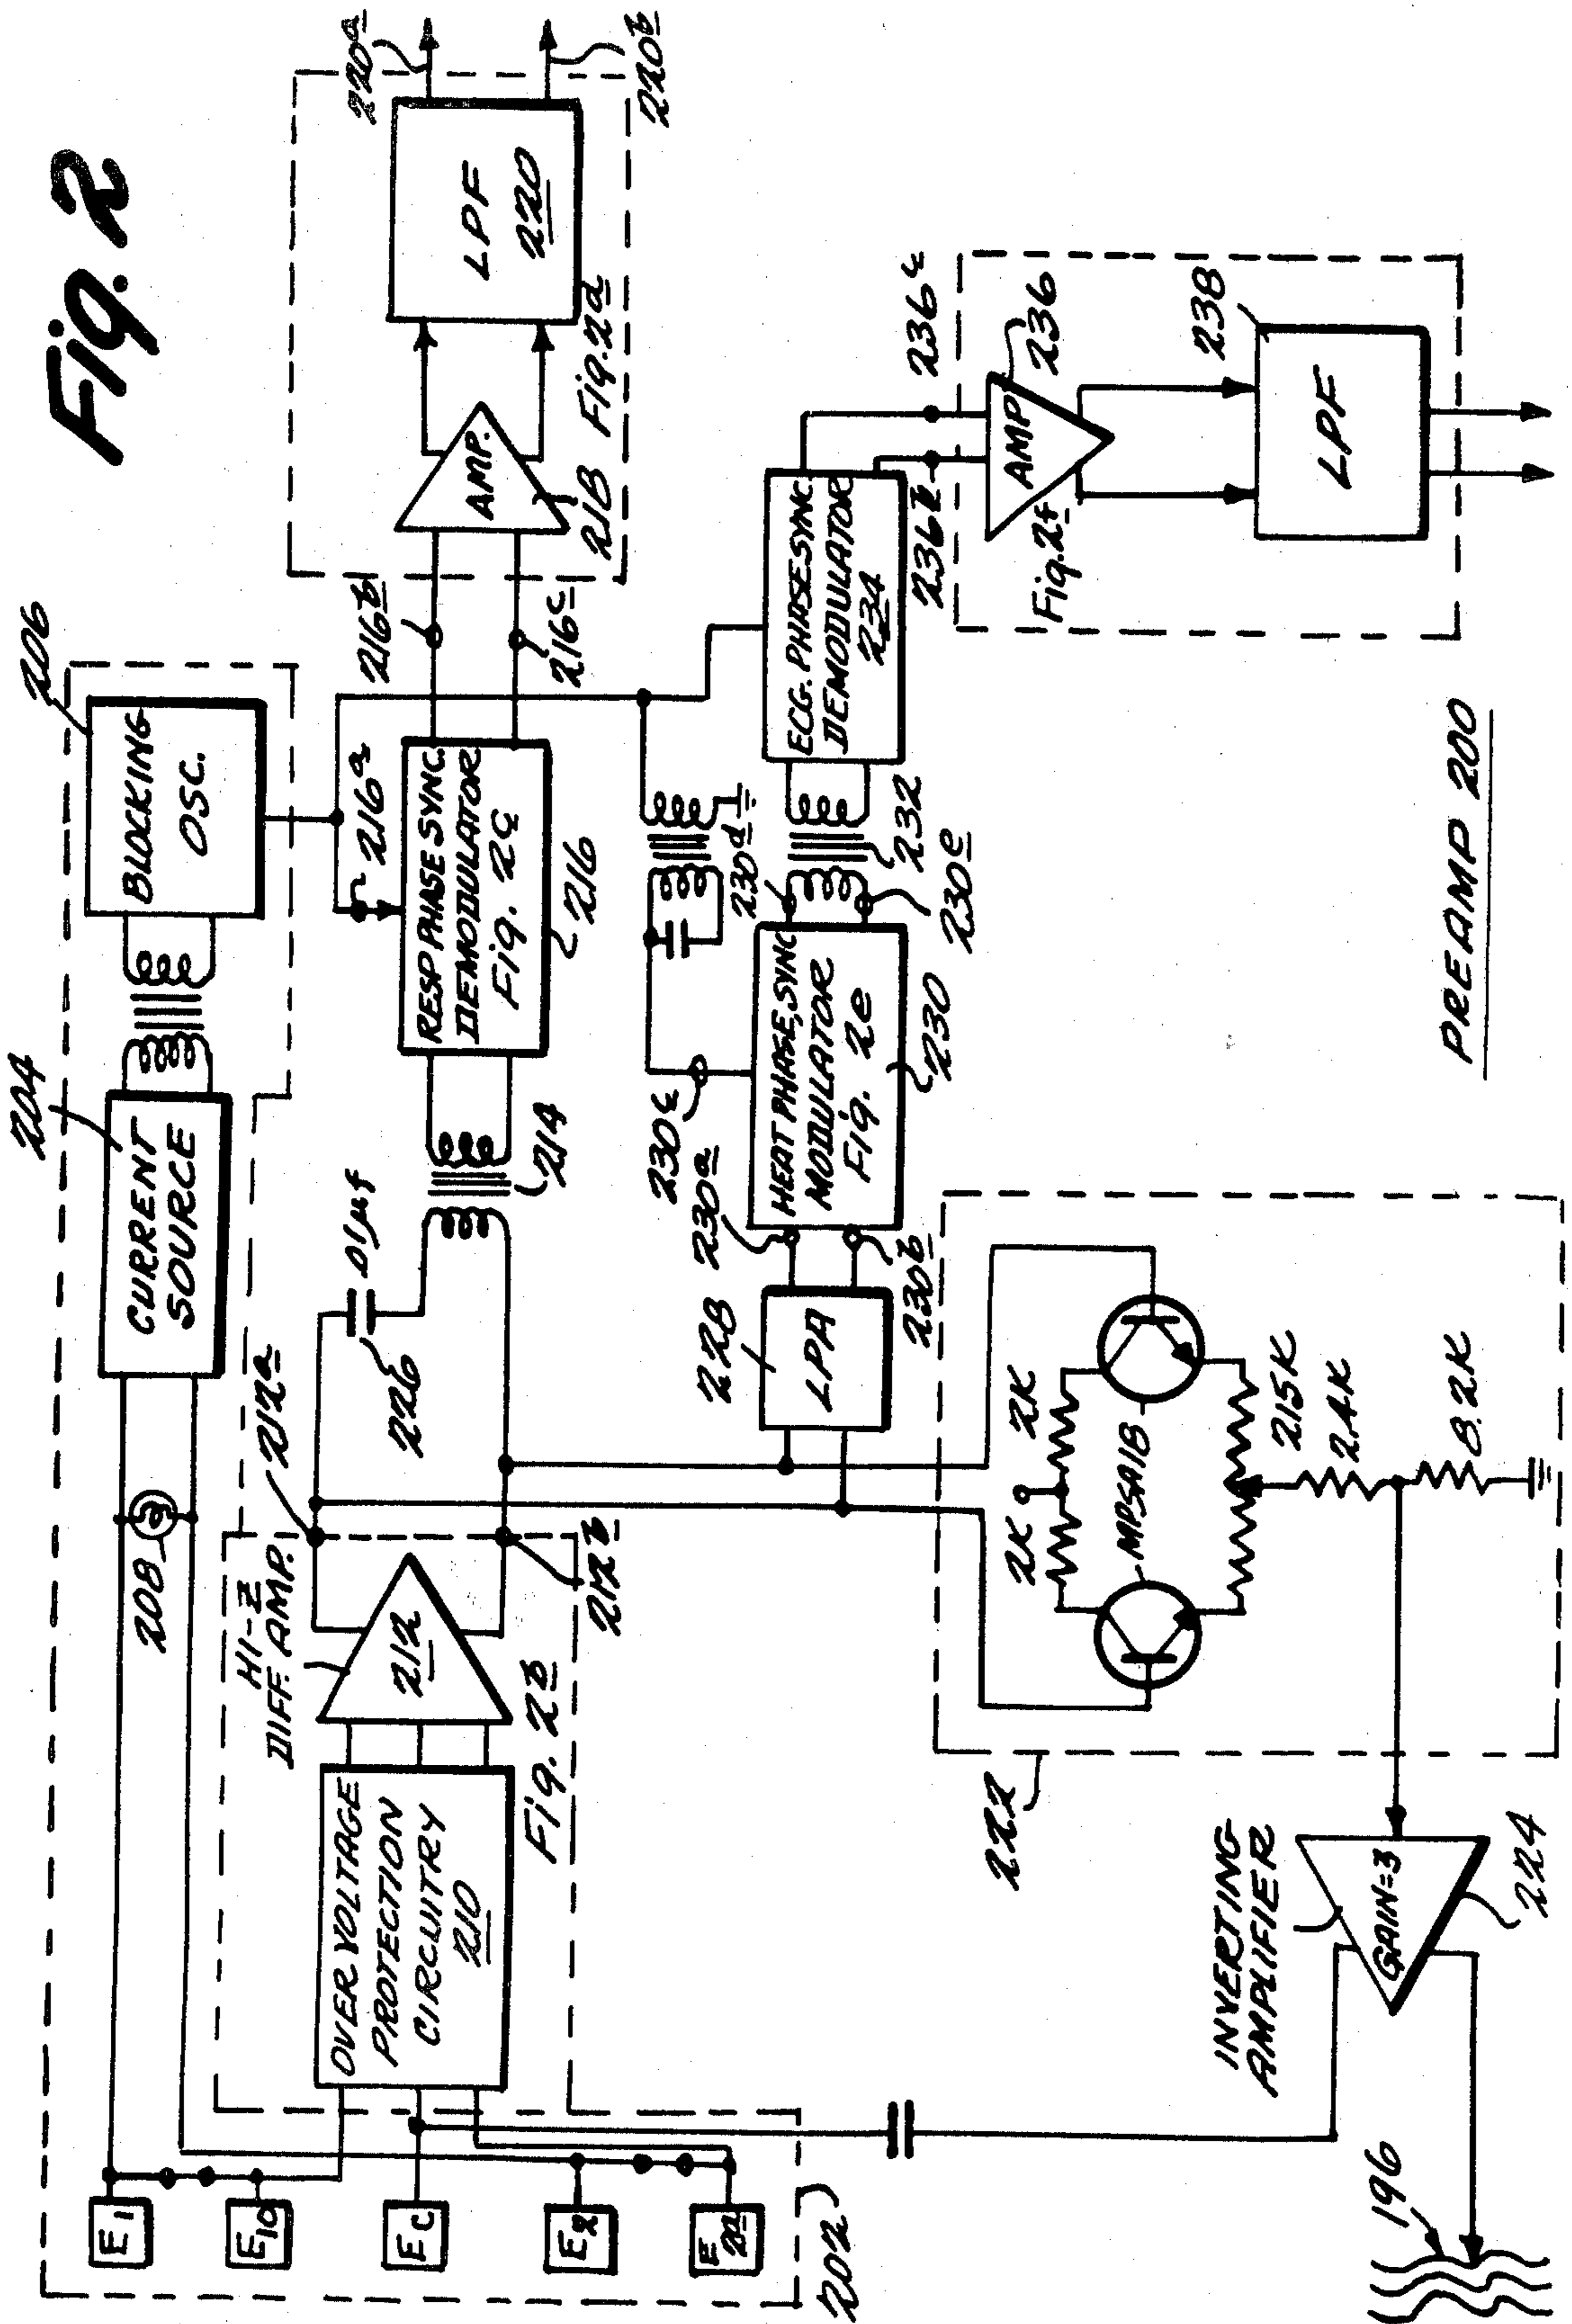 Fig. 2
204
206
CURRENT
SOURCE
BLOCKING
OSC.
208
212a
HI-Z
DIFF. AMP.
212
212b
Fig. 2b
OVER VOLTAGE
PROTECTION
CIRCUITRY
210
E1
E1a
EC
E2
E2a
202
.01µf
226
214
216a
RESP PHASE SYNC.
DEMODULATOR
Fig. 2c
216
216b
216c
AMP.
218
Fig. 2d
LPF
220
220a
220b
228
LPA
230a
230b
230c
HEAT PHASE, SYNC
MODULATOR
Fig. 2e
230
230d
230e
232
ECG. PHASE SYNC
DEMODULATOR
234
236b
236c
AMP
236
Fig. 2f
238
LPF
222
2K
2K
MPSA18
215K
2.4K
8.2K
INVERTING
AMPLIFIER
GAIN=3
224
196
PREAMP 200